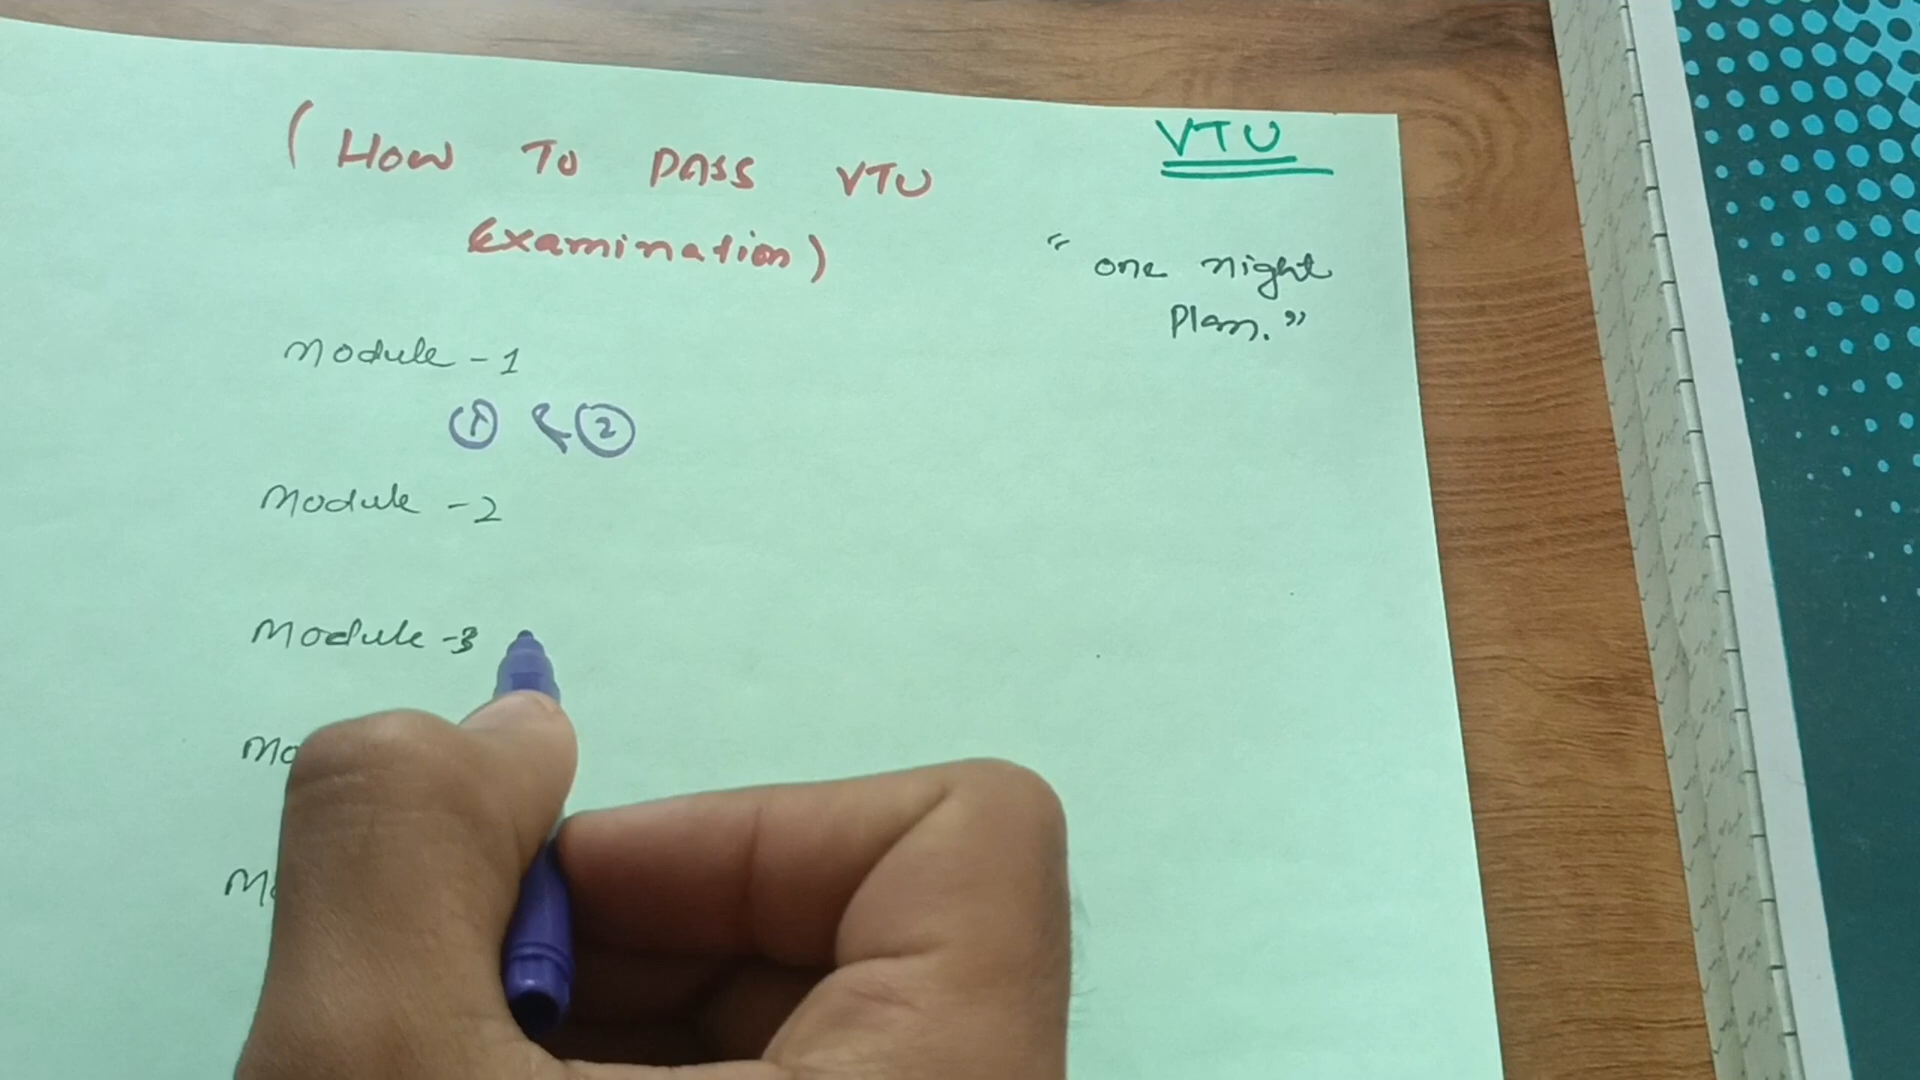 (HOW TO PASS VTU
Examination)
VTU
"one night
Plan."
Module - 1
1 & 2
Module - 2
Module - 3